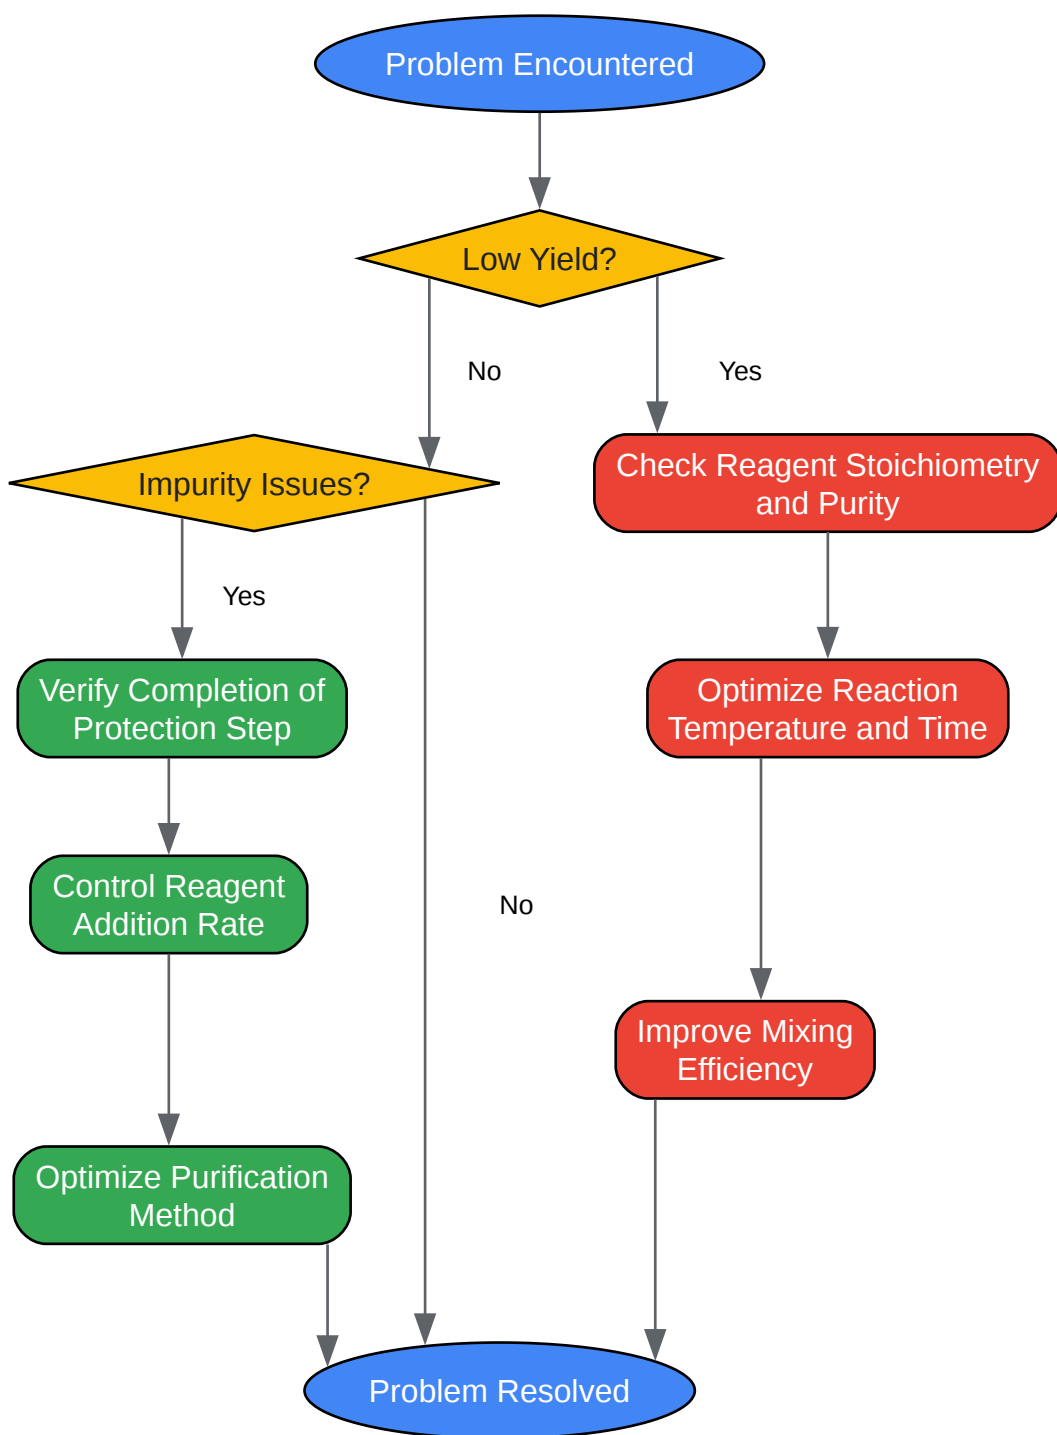 Problem Encountered
Low Yield?
No
Yes
Impurity Issues?
Check Reagent Stoichiometry
and Purity
Yes
Verify Completion of
Protection Step
Optimize Reaction
Temperature and Time
Control Reagent
Addition Rate
No
Improve Mixing
Efficiency
Optimize Purification
Method
Problem Resolved